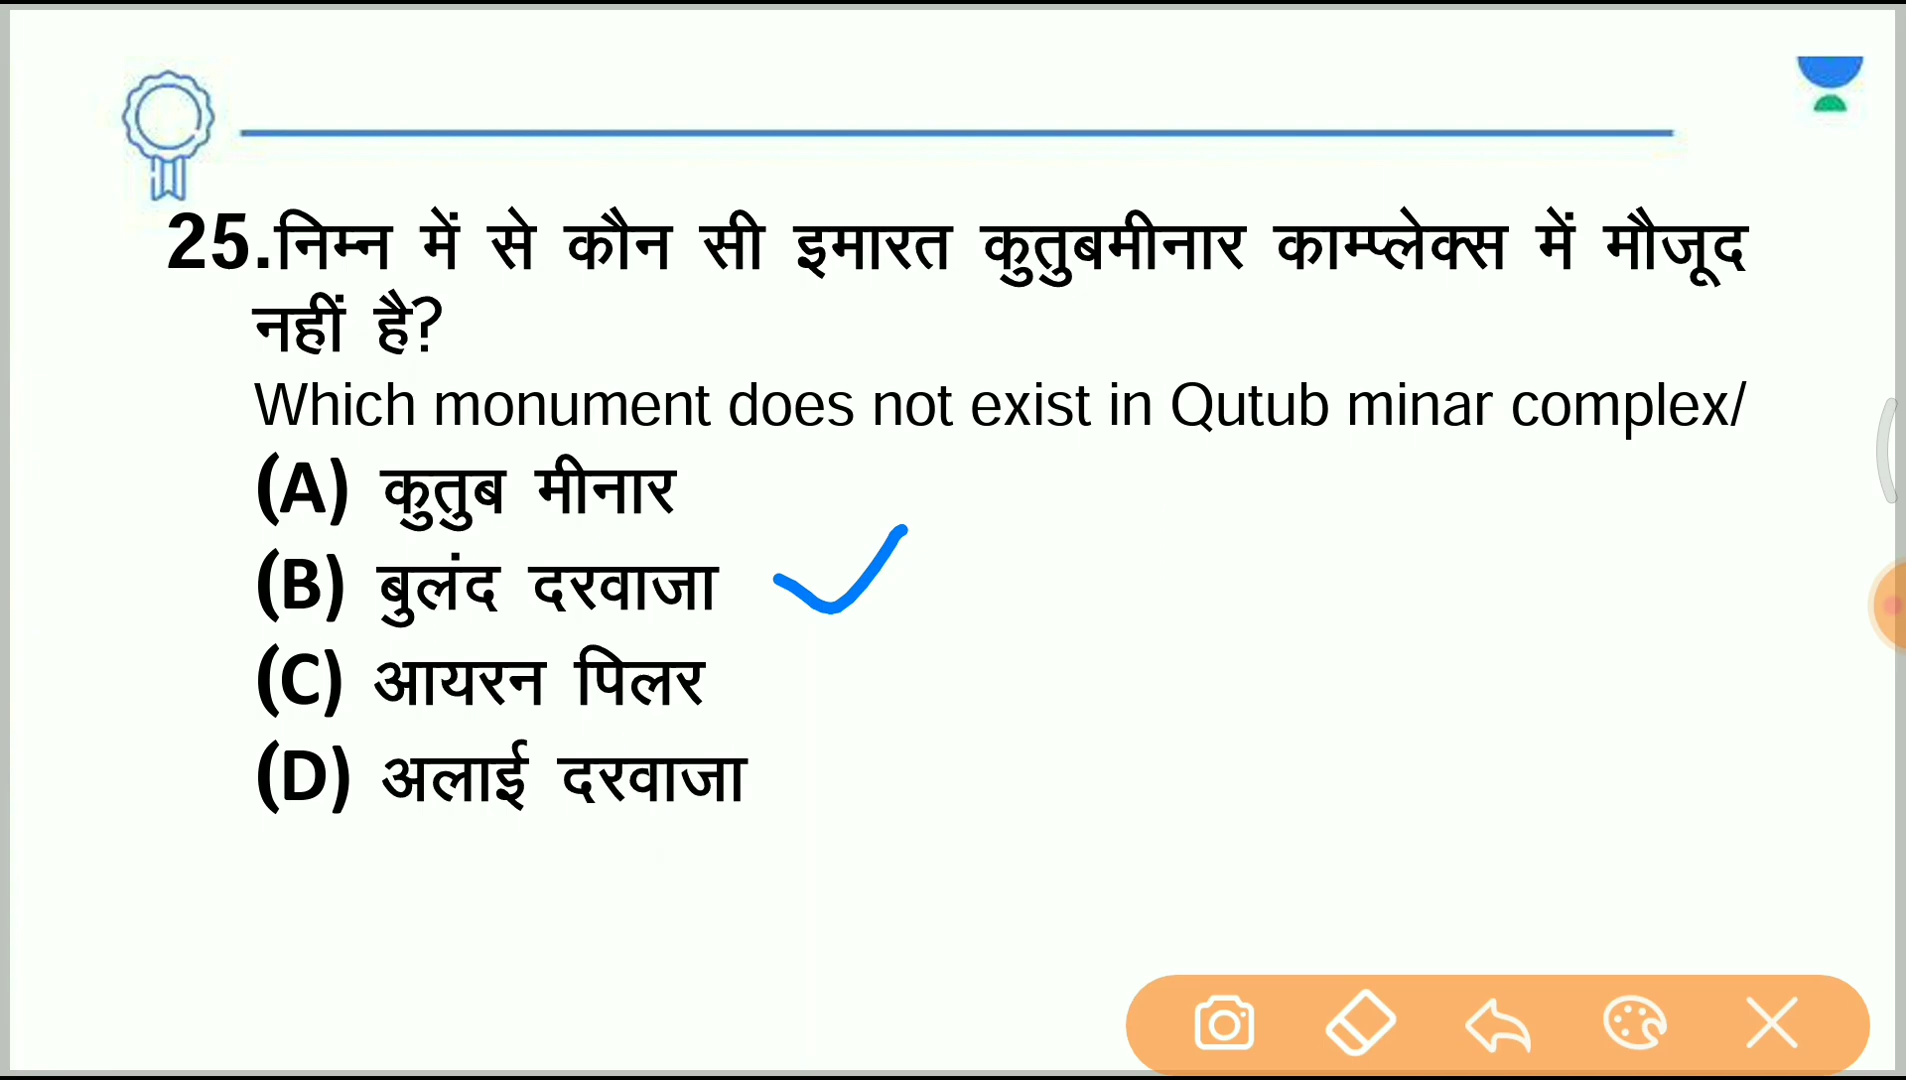 25.निम्न में से कौन सी इमारत कुतुबमीनार काम्प्लेक्स में मौजूद
नहीं है?
Which monument does not exist in Qutub minar complex/
(A) कुतुब मीनार
(B) बुलंद दरवाजा
(C) आयरन पिलर
(D) अलाई दरवाजा